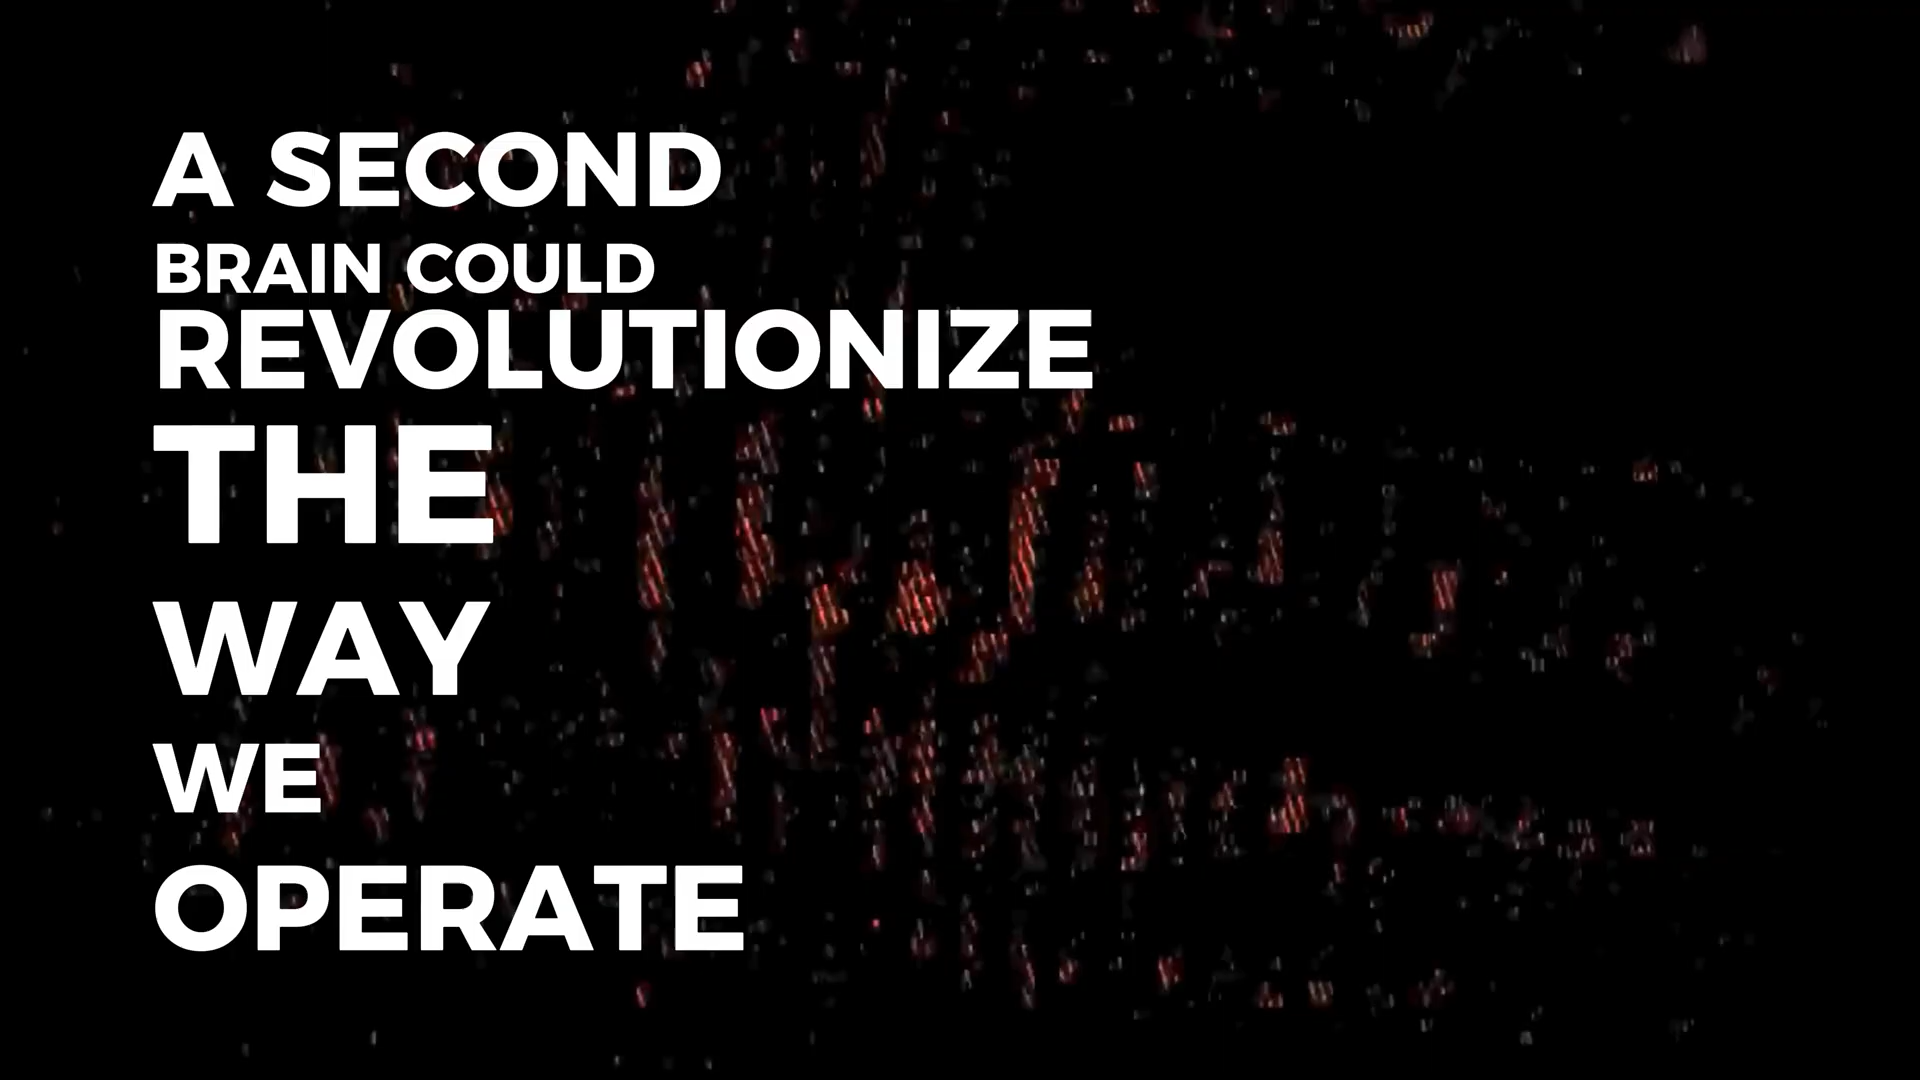 A SECOND
BRAIN COULD
REVOLUTIONIZE
THE
WAY
WE
OPERATE